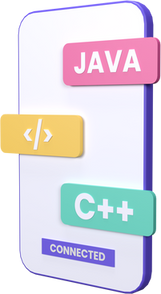 JAVA
</>
C++
CONNECTED